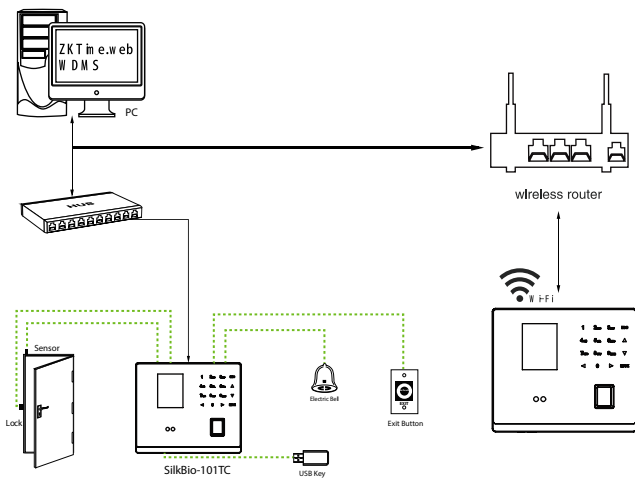 ZKTime.web
WDMS
PC
HUB
wireless router
Wi-Fi
Sensor
Lock
Electric Bell
EXIT
Exit Button
SilkBio-101TC
USB Key